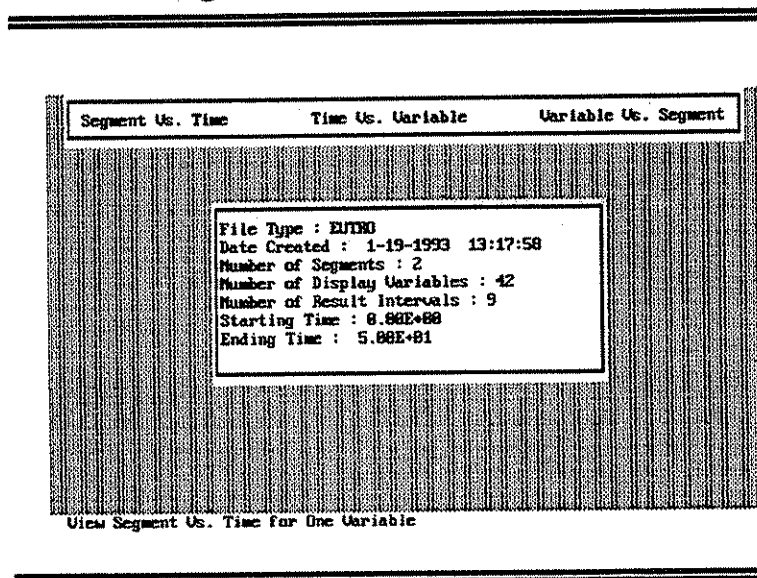 Segment Vs. Time Time Vs. Variable Variable Vs. Segment
File Type : EUTRO
Date Created : 1-19-1993 13:17:58
Number of Segments : 2
Number of Display Variables : 42
Number of Result Intervals : 9
Starting Time : 0.00E+00
Ending Time : 5.00E+01
View Segment Vs. Time for One Variable